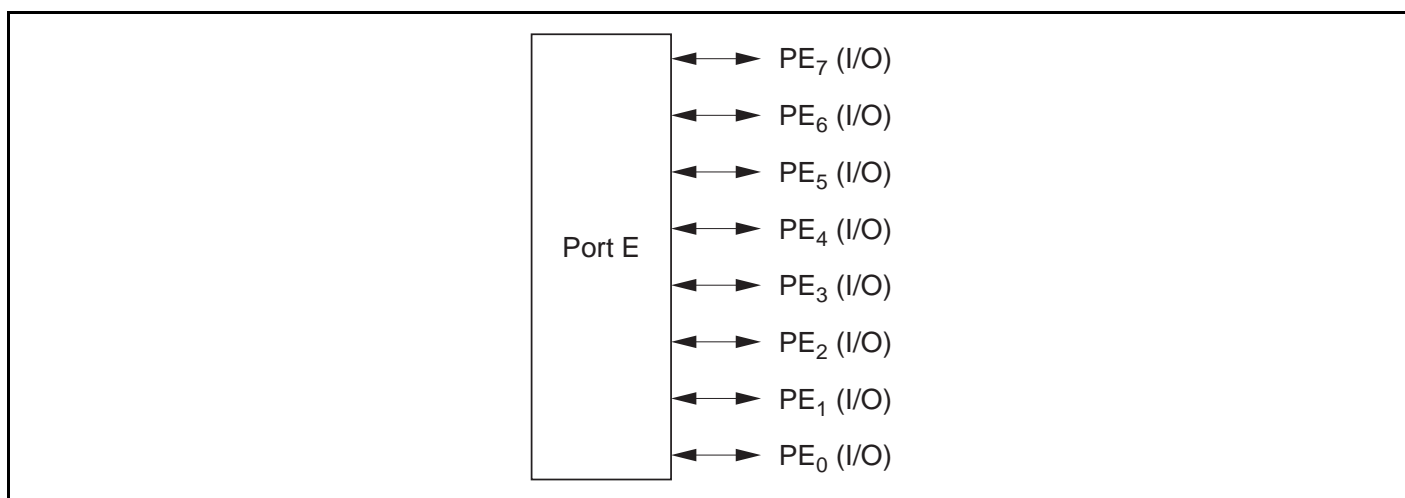 PE7 (I/O)
PE6 (I/O)
PE5 (I/O)
PE4 (I/O)
Port E
PE3 (I/O)
PE2 (I/O)
PE1 (I/O)
PE0 (I/O)